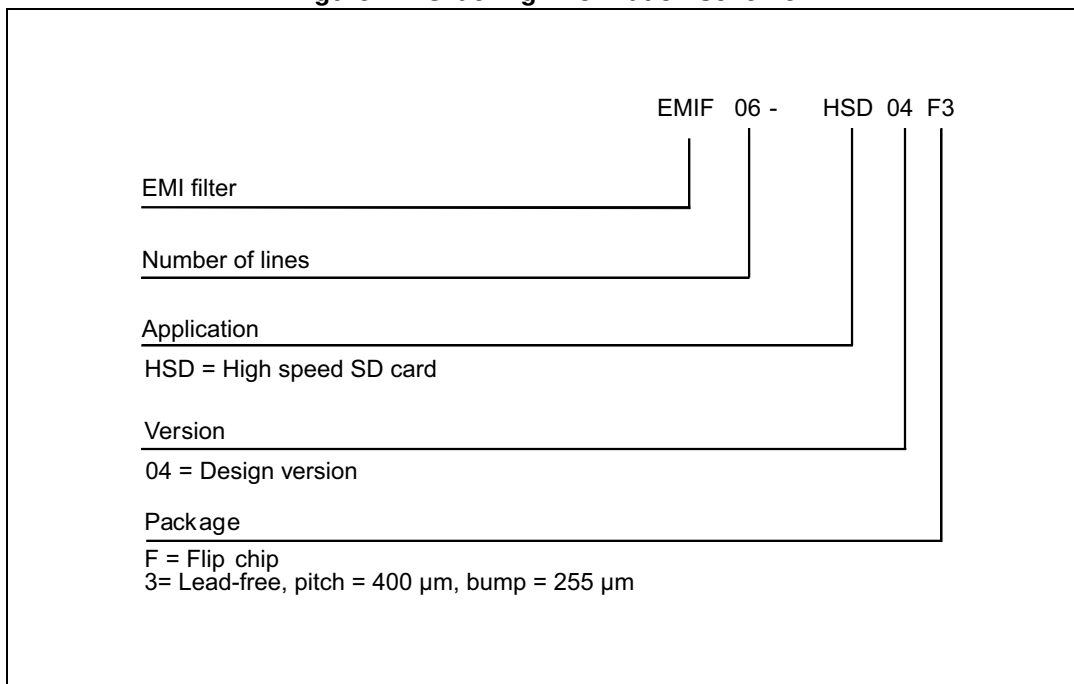 EMIF 06 - HSD 04 F3
EMI filter
Number of lines
Application
HSD = High speed SD card
Version
04 = Design version
Package
F = Flip chip
3= Lead-free, pitch = 400 µm, bump = 255 µm